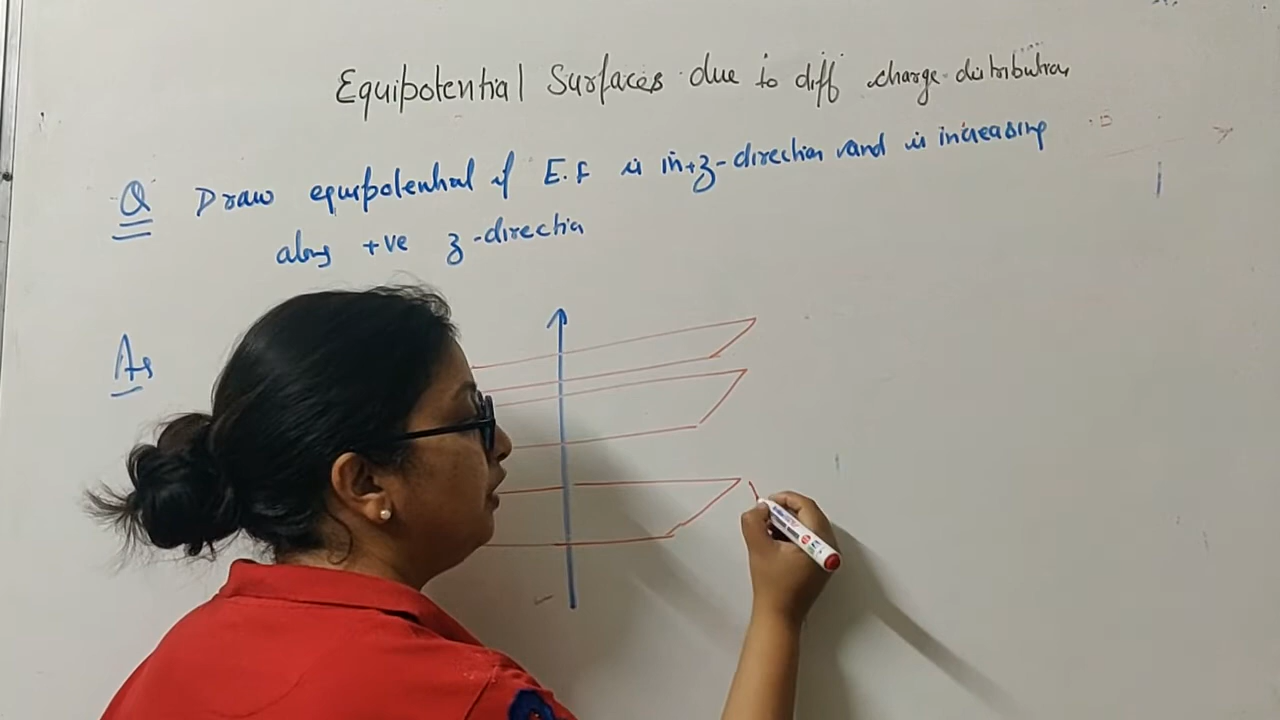 Equipotential Surfaces due to diff charge distribution
Q Draw equipotential if E.F is in +z-direction and is increasing
along +ve z-direction
As